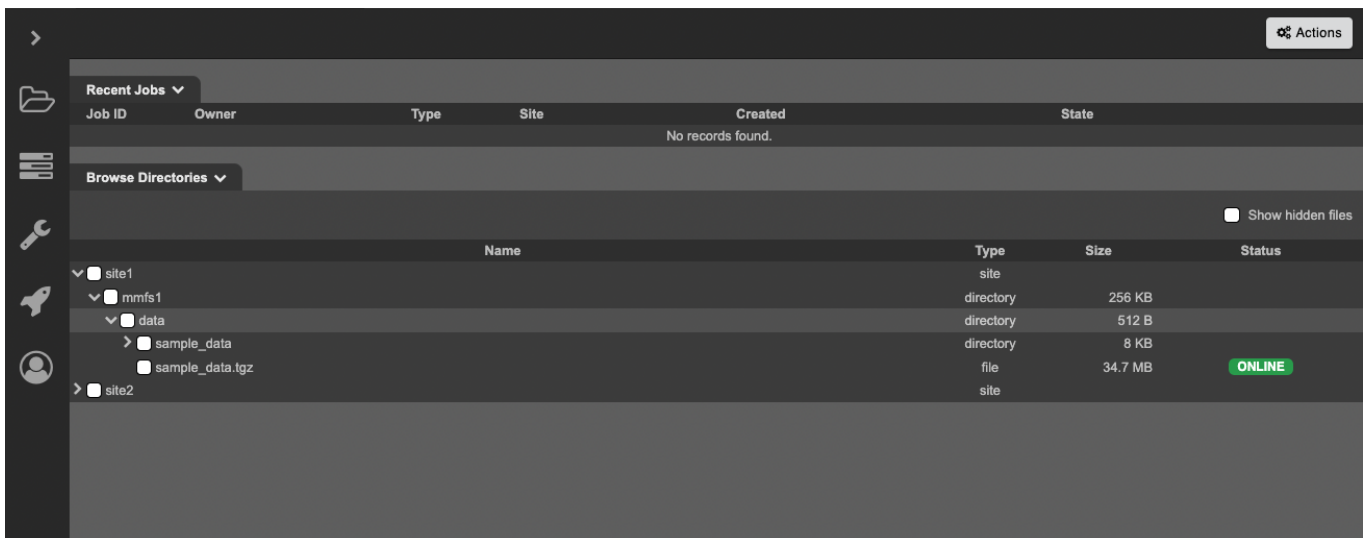 Actions
Recent Jobs
Job ID Owner Type Site Created State
No records found.
Browse Directories
Show hidden files
Name Type Size Status
site1 site
mmfs1 directory 256 KB
data directory 512 B
sample_data directory 8 KB
sample_data.tgz file 34.7 MB ONLINE
site2 site